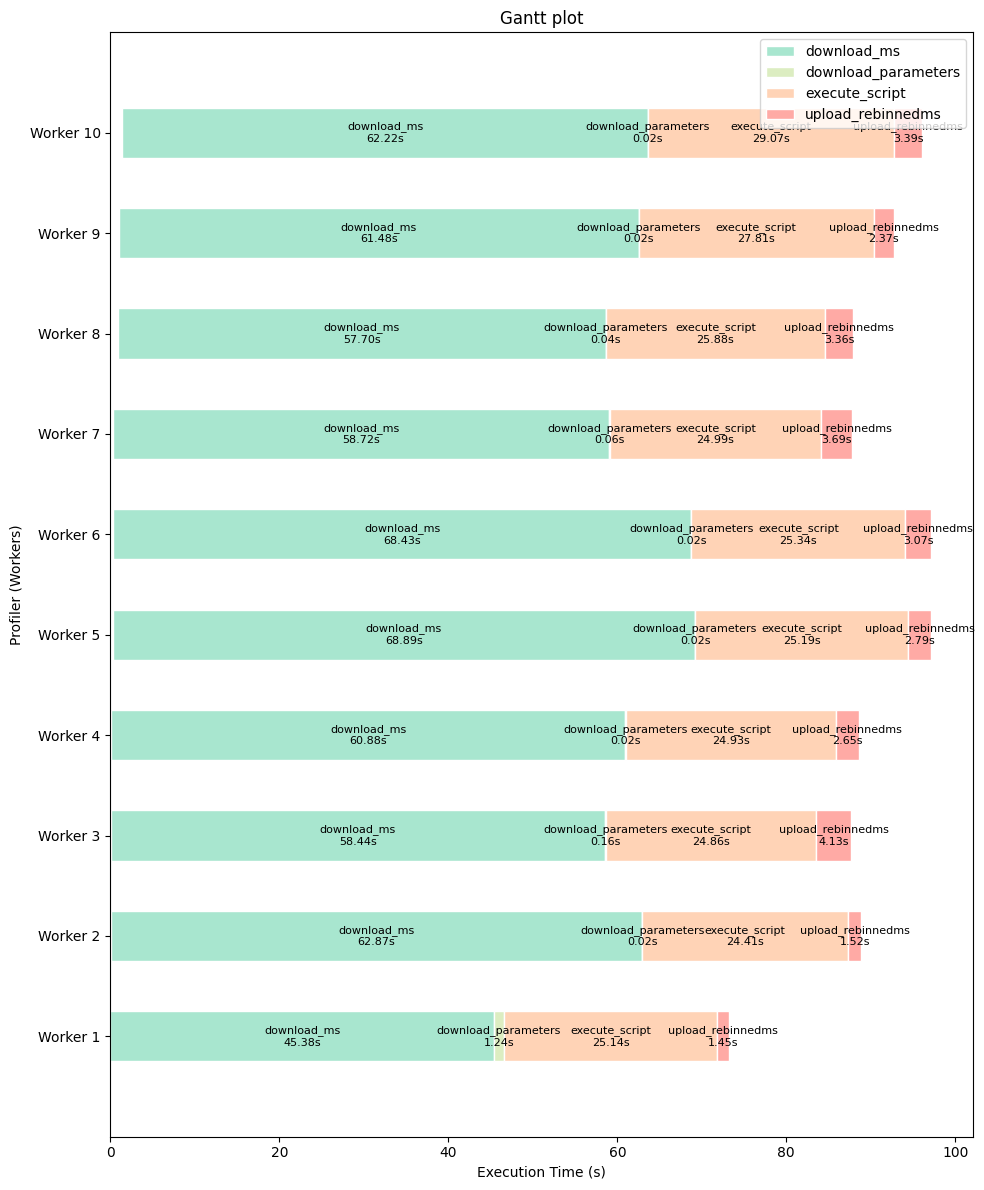 Gantt plot
download_ms
download_parameters
execute_script
upload_rebinnedms
Worker 10
download_ms
62.22s
download_parameters
0.02s
execute_script
29.07s
upload_rebinnedms
3.39s
Worker 9
download_ms
61.48s
download_parameters
0.02s
execute_script
27.81s
upload_rebinnedms
2.37s
Worker 8
download_ms
57.70s
download_parameters
0.04s
execute_script
25.88s
upload_rebinnedms
3.36s
Worker 7
download_ms
58.72s
download_parameters
0.06s
execute_script
24.99s
upload_rebinnedms
3.69s
Worker 6
download_ms
68.43s
download_parameters
0.02s
execute_script
25.34s
upload_rebinnedms
3.07s
Worker 5
download_ms
68.89s
download_parameters
0.02s
execute_script
25.19s
upload_rebinnedms
2.79s
Worker 4
download_ms
60.88s
download_parameters
0.02s
execute_script
24.93s
upload_rebinnedms
2.65s
Worker 3
download_ms
58.44s
download_parameters
0.16s
execute_script
24.86s
upload_rebinnedms
4.13s
Worker 2
download_ms
62.87s
download_parameters
0.02s
execute_script
24.41s
upload_rebinnedms
1.52s
Worker 1
download_ms
45.38s
download_parameters
1.24s
execute_script
25.14s
upload_rebinnedms
1.45s
Profiler (Workers)
0 20 40 60 80 100
Execution Time (s)